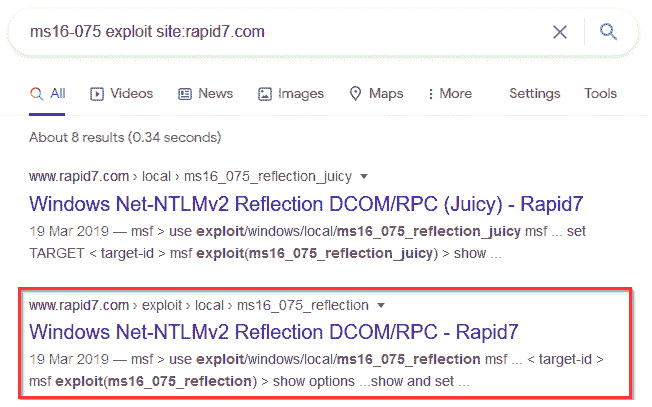 ms16-075 exploit site:rapid7.com
All Videos News Images Maps More Settings Tools
About 8 results (0.34 seconds)
www.rapid7.com › local › ms16_075_reflection_juicy
Windows Net-NTLMv2 Reflection DCOM/RPC (Juicy) - Rapid7
19 Mar 2019 — msf > use exploit/windows/local/ms16_075_reflection_juicy msf ... set
TARGET < target-id > msf exploit(ms16_075_reflection_juicy) > show ...
www.rapid7.com › exploit › local › ms16_075_reflection
Windows Net-NTLMv2 Reflection DCOM/RPC - Rapid7
19 Mar 2019 — msf > use exploit/windows/local/ms16_075_reflection msf ... < target-id >
msf exploit(ms16_075_reflection) > show options ...show and set ...